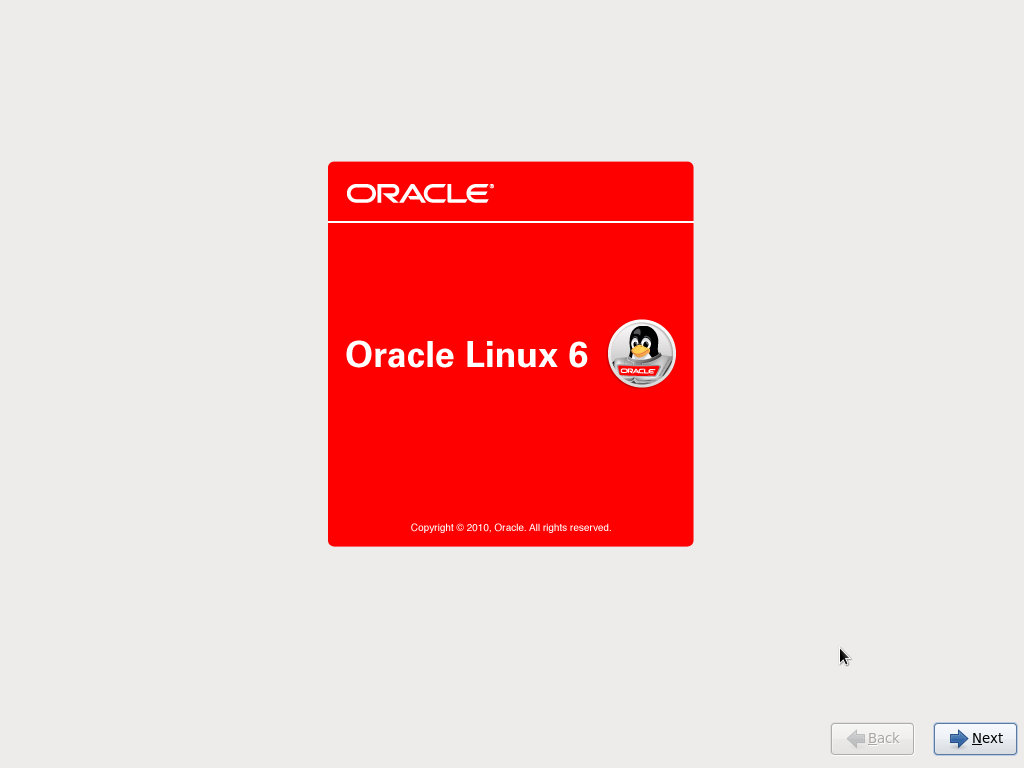 ORACLE®
Oracle Linux 6
ORACLE
Copyright © 2010, Oracle. All rights reserved.
Back
Next